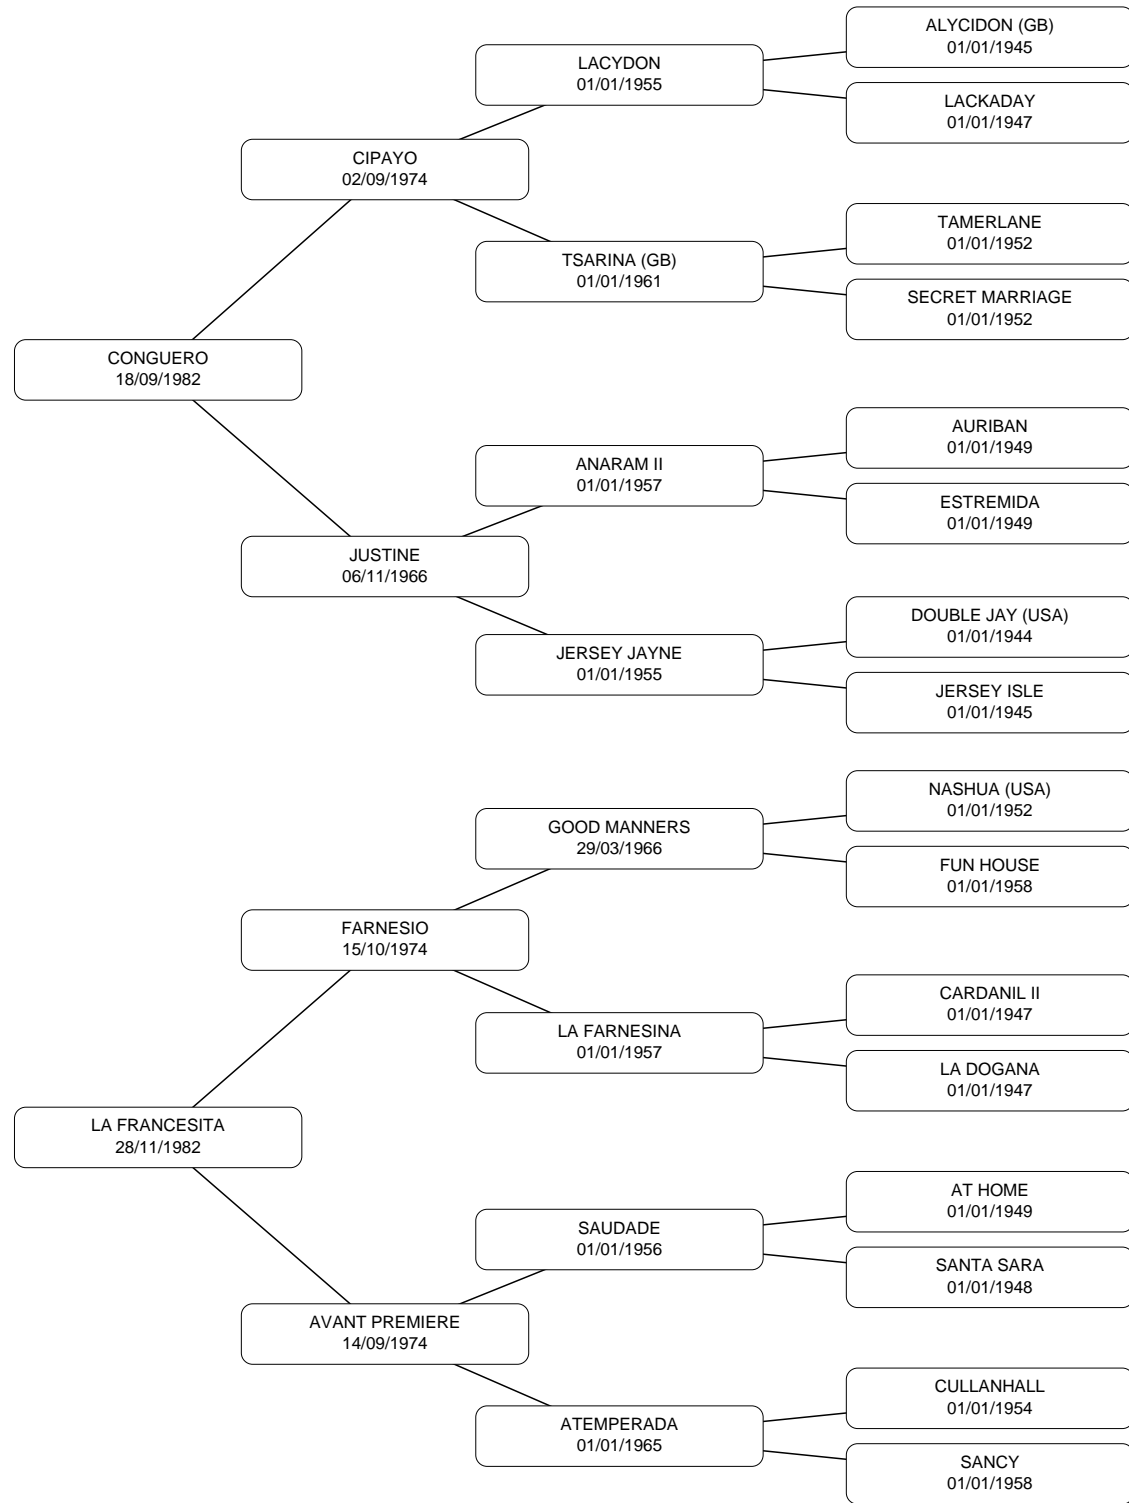 ALYCIDON (GB)
01/01/1945
LACYDON
01/01/1955
LACKADAY
01/01/1947
CIPAYO
02/09/1974
TAMERLANE
01/01/1952
TSARINA (GB)
01/01/1961
SECRET MARRIAGE
01/01/1952
CONGUERO
18/09/1982
AURIBAN
01/01/1949
ANARAM II
01/01/1957
ESTREMIDA
01/01/1949
JUSTINE
06/11/1966
DOUBLE JAY (USA)
01/01/1944
JERSEY JAYNE
01/01/1955
JERSEY ISLE
01/01/1945
NASHUA (USA)
01/01/1952
GOOD MANNERS
29/03/1966
FUN HOUSE
01/01/1958
FARNESIO
15/10/1974
CARDANIL II
01/01/1947
LA FARNESINA
01/01/1957
LA DOGANA
01/01/1947
LA FRANCESITA
28/11/1982
AT HOME
01/01/1949
SAUDADE
01/01/1956
SANTA SARA
01/01/1948
AVANT PREMIERE
14/09/1974
CULLANHALL
01/01/1954
ATEMPERADA
01/01/1965
SANCY
01/01/1958